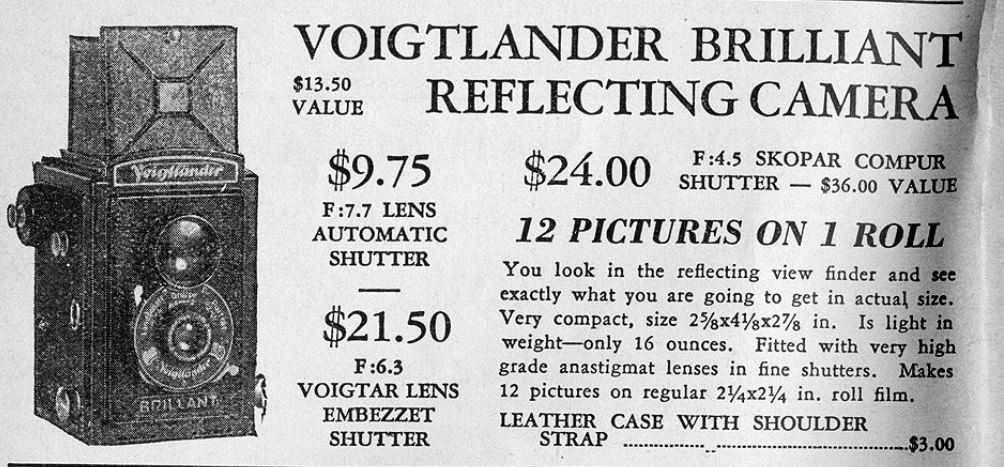 VOIGTLANDER BRILLIANT
REFLECTING CAMERA
$13.50
VALUE
$9.75
F:7.7 LENS
AUTOMATIC
SHUTTER
$21.50
F:6.3
VOIGTAR LENS
EMBEZZET
SHUTTER
$24.00
F:4.5 SKOPAR COMPUR
SHUTTER — $36.00 VALUE
12 PICTURES ON 1 ROLL
You look in the reflecting view finder and see
exactly what you are going to get in actual size.
Very compact, size 2⅝x4⅛x2⅞ in. Is light in
weight—only 16 ounces. Fitted with very high
grade anastigmat lenses in fine shutters. Makes
12 pictures on regular 2¼x2¼ in. roll film.
LEATHER CASE WITH SHOULDER
STRAP ........................................$3.00
Voigtländer
Voigtländer
BRILLANT